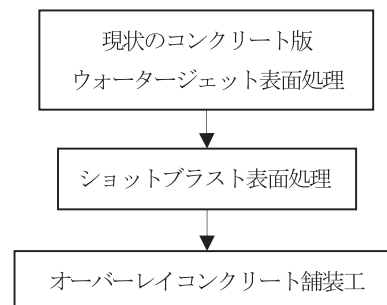 現状のコンクリート版
ウォータージェット表面処理
ショットブラスト表面処理
オーバーレイコンクリート舗装工